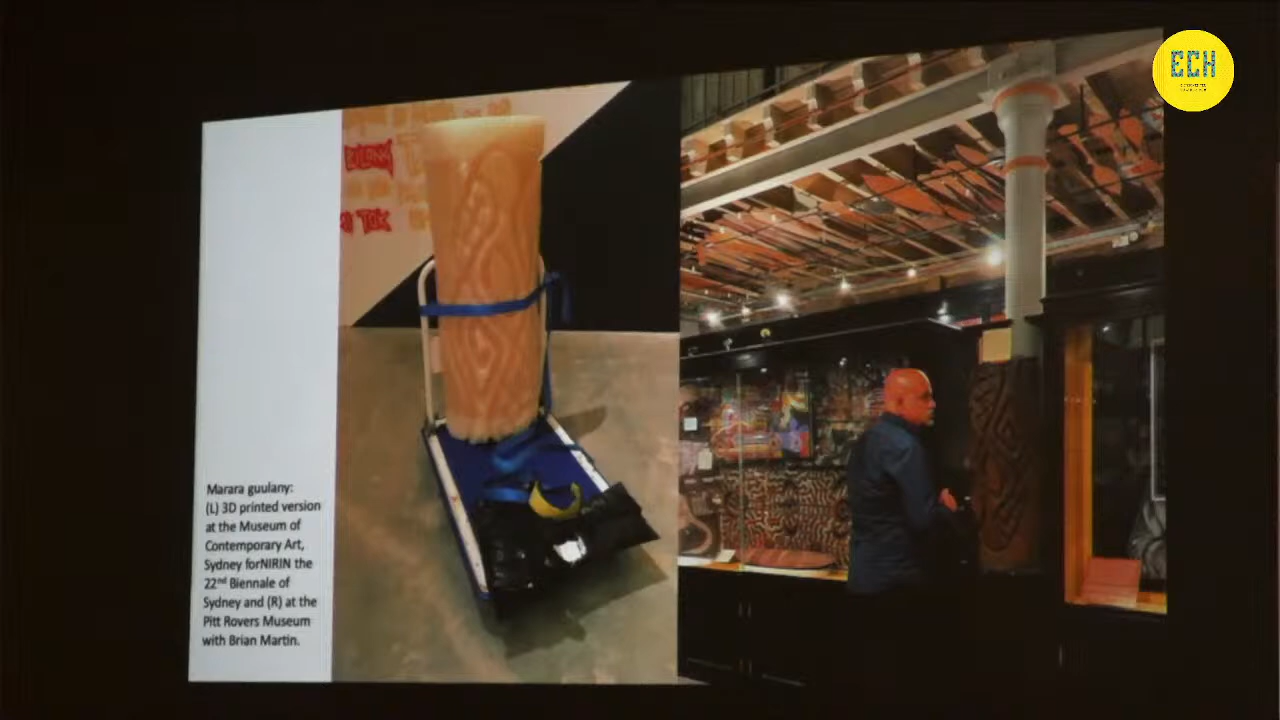 ECH
Marara guulany:
(L) 3D printed version
at the Museum of
Contemporary Art,
Sydney forNIRIN the
22nd Biennale of
Sydney and (R) at the
Pitt Rovers Museum
with Brian Martin.